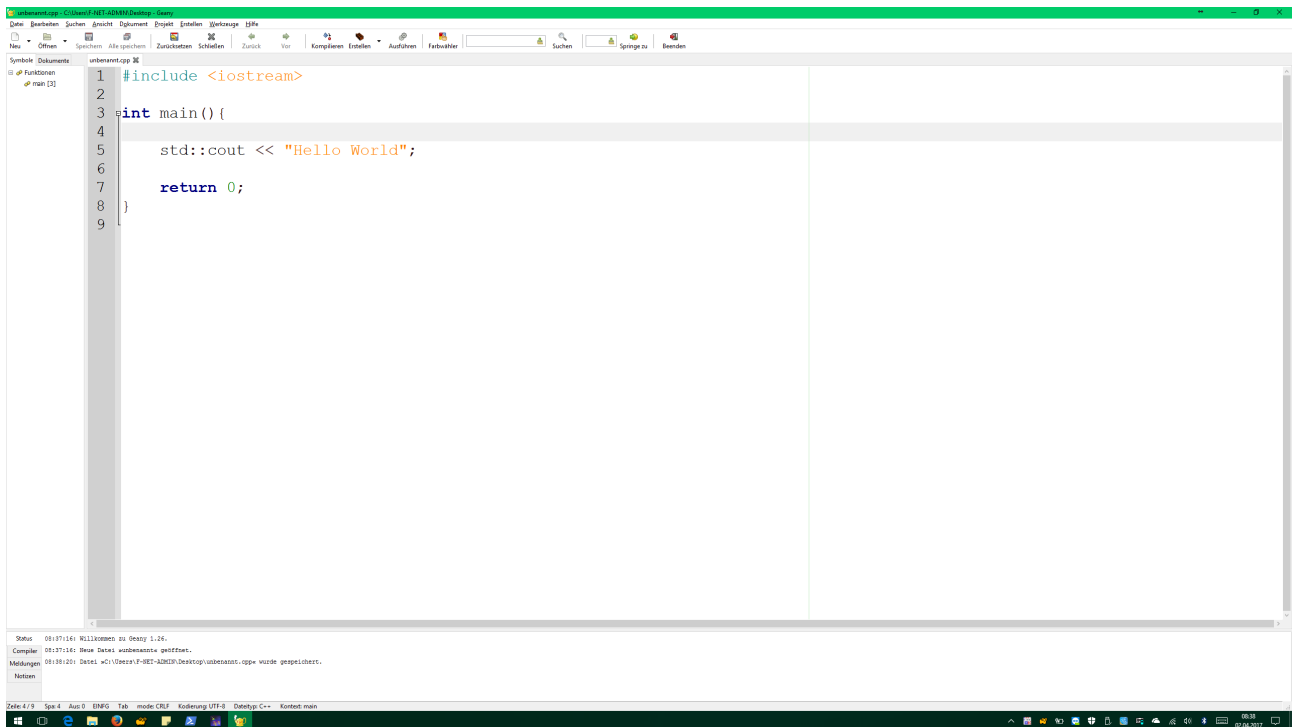 unbenannt.cpp - C:\Users\F-NET-ADMIN\Desktop - Geany
Datei Bearbeiten Suchen Ansicht Dokument Projekt Erstellen Werkzeuge Hilfe
Neu Öffnen Speichern Alle speichern Zurücksetzen Schließen Zurück Vor Kompilieren Erstellen Ausführen Farbwähler Suchen Springe zu Beenden
Symbole Dokumente
Funktionen
main [3]
unbenannt.cpp
1 #include <iostream>
2
3 int main(){
4
5 std::cout << "Hello World";
6
7 return 0;
8 }
9
Status
Compiler
Meldungen
Notizen
08:37:16: Willkommen zu Geany 1.26.
08:37:16: Neue Datei »unbenannt« geöffnet.
08:38:20: Datei »C:\Users\F-NET-ADMIN\Desktop\unbenannt.cpp« wurde gespeichert.
Zeile: 4 / 9 Spa: 4 Aus: 0 EINFG Tab mode: CRLF Kodierung: UTF-8 Dateityp: C++ Kontext: main
08:38
02.04.2017